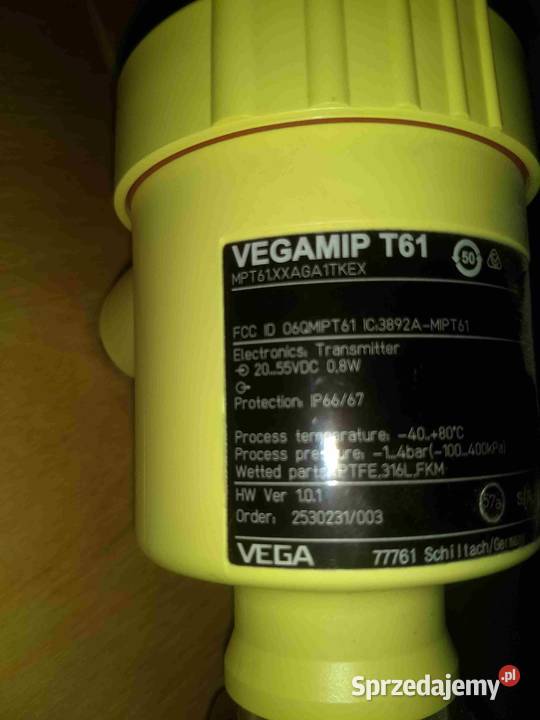 VEGAMIP T61
50
MPT61.XXAGA1TKEX
FCC ID 06QMIPT61 IC:3892A-MIPT61
Electronics: Transmitter
20...55VDC 0,8W
Protection: IP66/67
Process temperature: -40..+80°C
Process pressure: -1...4bar(-100...400kPa)
Wetted parts: PTFE,316L,FKM
HW Ver 1.0.1
Order: 2530231/003
VEGA 77761 Schiltach/Germany
Sprzedajemy.pl